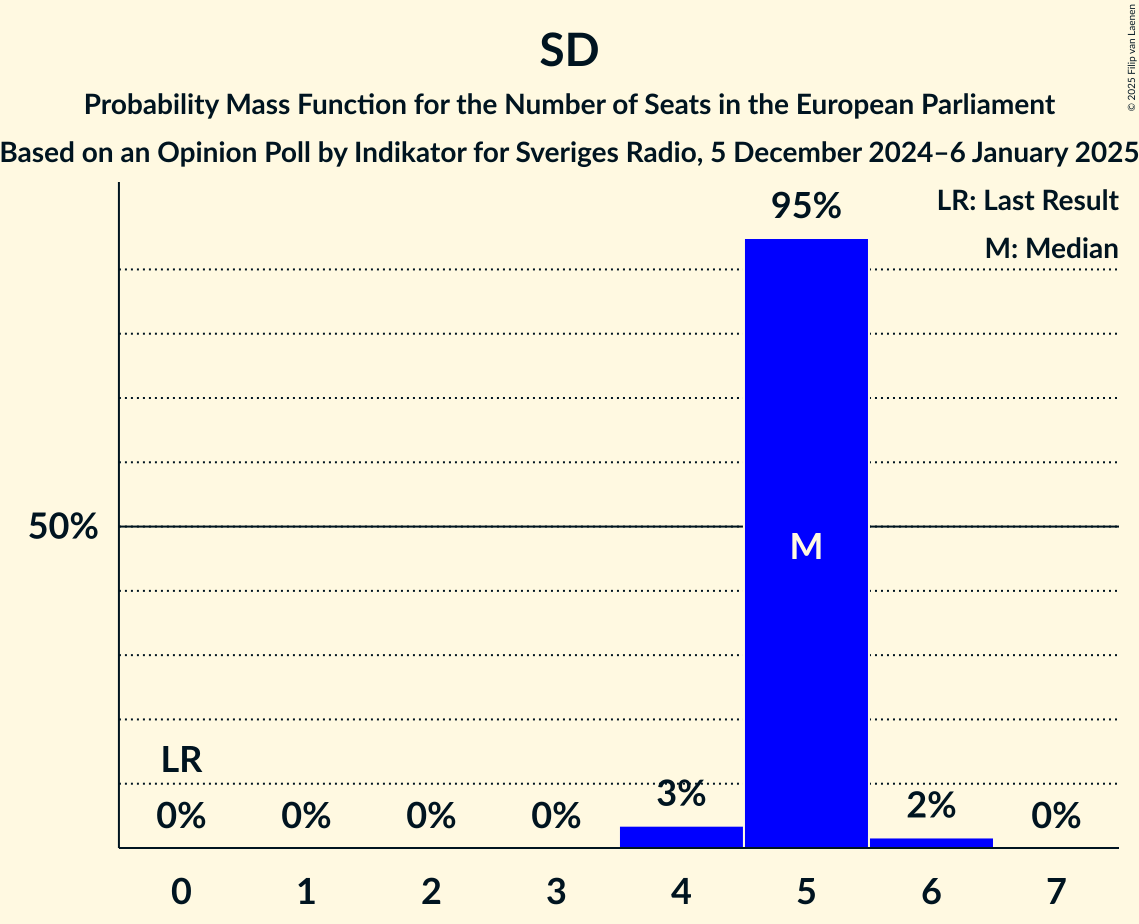 SD
Probability Mass Function for the Number of Seats in the European Parliament
Based on an Opinion Poll by Indikator for Sveriges Radio, 5 December 2024–6 January 2025
© 2025 Filip van Laenen
LR: Last Result
M: Median
95%
50%
M
LR
0% 0% 0% 0% 3% 2% 0%
0 1 2 3 4 5 6 7